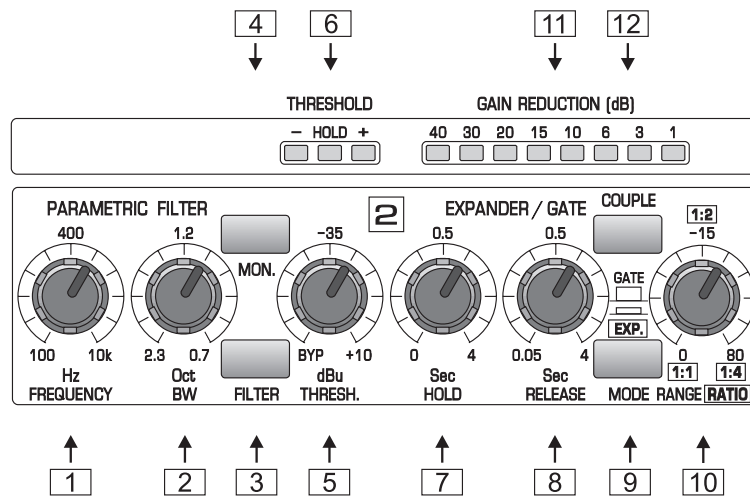 4 6 11 12
THRESHOLD GAIN REDUCTION (dB)
– HOLD + 40 30 20 15 10 6 3 1
PARAMETRIC FILTER 2 EXPANDER / GATE COUPLE
1:2
400 1.2 –35 0.5 0.5 –15
MON.
GATE
EXP.
100 10k 2.3 0.7 BYP +10 0 4 0.05 4 0 80
Hz Oct dBu Sec Sec 1:1 1:4
FREQUENCY BW FILTER THRESH. HOLD RELEASE MODE RANGE RATIO
1 2 3 5 7 8 9 10